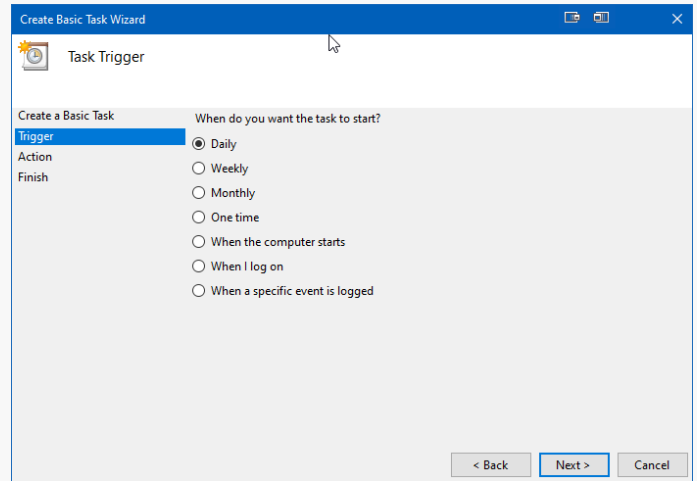 Create Basic Task Wizard
Task Trigger
Create a Basic Task
Trigger
Action
Finish
When do you want the task to start?
Daily
Weekly
Monthly
One time
When the computer starts
When I log on
When a specific event is logged
< Back
Next >
Cancel